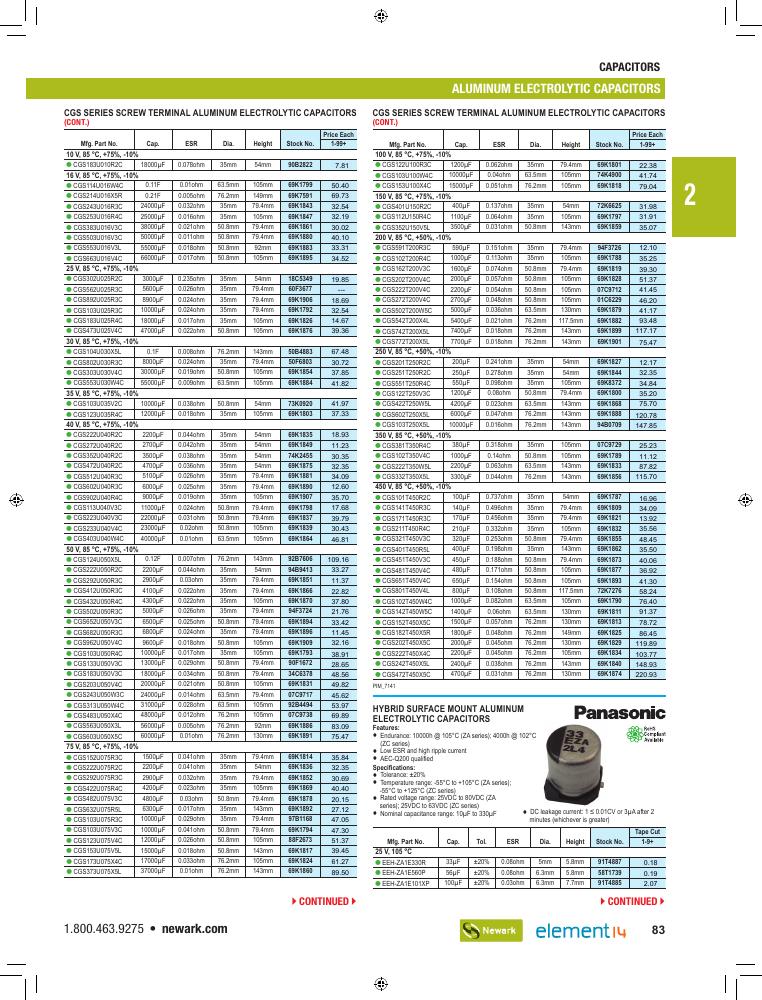 CAPACITORS
ALUMINUM ELECTROLYTIC CAPACITORS
2
CGS SERIES SCREW TERMINAL ALUMINUM ELECTROLYTIC CAPACITORS
(CONT.)
Price Each
Mfg. Part No. Cap. ESR Dia. Height Stock No. 1-99+
10 V, 85 °C, +75%, -10%
CGS183U010R2C 18000µF 0.078ohm 35mm 54mm 90B2822 7.81
16 V, 85 °C, +75%, -10%
CGS114U016W4C 0.11F 0.01ohm 63.5mm 105mm 69K1799 50.40
CGS214U016X5R 0.21F 0.005ohm 76.2mm 149mm 69K7591 69.73
CGS243U016R3C 24000µF 0.032ohm 35mm 79.4mm 69K1843 32.54
CGS253U016R4C 25000µF 0.016ohm 35mm 105mm 69K1847 32.19
CGS383U016V3C 38000µF 0.021ohm 50.8mm 79.4mm 69K1861 30.02
CGS503U016V3C 50000µF 0.011ohm 50.8mm 79.4mm 69K1880 40.10
CGS553U016V3L 55000µF 0.018ohm 50.8mm 92mm 69K1883 33.31
CGS663U016V4C 66000µF 0.017ohm 50.8mm 105mm 69K1895 34.52
25 V, 85 °C, +75%, -10%
CGS302U025R2C 3000µF 0.235ohm 35mm 54mm 18C5349 19.85
CGS562U025R3C 5600µF 0.026ohm 35mm 79.4mm 60F3677 ---
CGS892U025R3C 8900µF 0.024ohm 35mm 79.4mm 69K1906 18.69
CGS103U025R3C 10000µF 0.024ohm 35mm 79.4mm 69K1792 32.54
CGS183U025R4C 18000µF 0.017ohm 35mm 105mm 69K1826 14.67
CGS473U025V4C 47000µF 0.022ohm 50.8mm 105mm 69K1876 39.36
30 V, 85 °C, +75%, -10%
CGS104U030X5L 0.1F 0.008ohm 76.2mm 143mm 50B4883 67.48
CGS802U030R3C 8000µF 0.024ohm 35mm 79.4mm 50F6803 30.72
CGS303U030V4C 30000µF 0.019ohm 50.8mm 105mm 69K1854 37.85
CGS553U030W4C 55000µF 0.009ohm 63.5mm 105mm 69K1884 41.82
35 V, 85 °C, +75%, -10%
CGS103U035V2C 10000µF 0.038ohm 50.8mm 54mm 73K0920 41.97
CGS123U035R4C 12000µF 0.018ohm 35mm 105mm 69K1803 37.33
40 V, 85 °C, +75%, -10%
CGS222U040R2C 2200µF 0.044ohm 35mm 54mm 69K1835 18.93
CGS272U040R2C 2700µF 0.042ohm 35mm 54mm 69K1849 11.23
CGS352U040R2C 3500µF 0.038ohm 35mm 54mm 74K2455 30.35
CGS472U040R2C 4700µF 0.036ohm 35mm 54mm 69K1875 32.35
CGS512U040R3C 5100µF 0.026ohm 35mm 79.4mm 69K1881 34.09
CGS602U040R3C 6000µF 0.025ohm 35mm 79.4mm 69K1890 12.60
CGS902U040R4C 9000µF 0.019ohm 35mm 105mm 69K1907 35.70
CGS113U040V3C 11000µF 0.024ohm 50.8mm 79.4mm 69K1798 17.68
CGS223U040V3C 22000µF 0.031ohm 50.8mm 79.4mm 69K1837 39.79
CGS233U040V4C 23000µF 0.02ohm 50.8mm 105mm 69K1839 30.43
CGS403U040W4C 40000µF 0.01ohm 63.5mm 105mm 69K1864 46.81
50 V, 85 °C, +75%, -10%
CGS124U050X5L 0.12F 0.007ohm 76.2mm 143mm 92B7606 109.16
CGS222U050R2C 2200µF 0.044ohm 35mm 54mm 94B9413 33.27
CGS292U050R3C 2900µF 0.03ohm 35mm 79.4mm 69K1851 11.37
CGS412U050R3C 4100µF 0.022ohm 35mm 79.4mm 69K1866 22.82
CGS432U050R4C 4300µF 0.022ohm 35mm 105mm 69K1870 37.80
CGS502U050R3C 5000µF 0.026ohm 35mm 79.4mm 94F3724 21.76
CGS652U050V3C 6500µF 0.025ohm 50.8mm 79.4mm 69K1894 33.42
CGS682U050R3C 6800µF 0.024ohm 35mm 79.4mm 69K1896 11.45
CGS962U050V4C 9600µF 0.018ohm 50.8mm 105mm 69K1909 32.16
CGS103U050R4C 10000µF 0.017ohm 35mm 105mm 69K1793 38.91
CGS133U050V3C 13000µF 0.029ohm 50.8mm 79.4mm 90F1672 28.65
CGS183U050V3C 18000µF 0.034ohm 50.8mm 79.4mm 34C6378 48.56
CGS203U050V4C 20000µF 0.021ohm 50.8mm 105mm 69K1831 49.82
CGS243U050W3C 24000µF 0.014ohm 63.5mm 79.4mm 07C9717 45.62
CGS313U050W4C 31000µF 0.028ohm 63.5mm 105mm 92B4494 53.97
CGS483U050X4C 48000µF 0.012ohm 76.2mm 105mm 07C9738 69.89
CGS563U050X3L 56000µF 0.005ohm 76.2mm 92mm 69K1886 83.09
CGS603U050X5C 60000µF 0.01ohm 76.2mm 130mm 69K1891 75.47
75 V, 85 °C, +75%, -10%
CGS152U075R3C 1500µF 0.041ohm 35mm 79.4mm 69K1814 35.84
CGS222U075R2C 2200µF 0.041ohm 35mm 54mm 69K1836 32.35
CGS292U075R3C 2900µF 0.032ohm 35mm 79.4mm 69K1852 30.69
CGS422U075R4C 4200µF 0.023ohm 35mm 105mm 69K1869 40.40
CGS482U075V3C 4800µF 0.03ohm 50.8mm 79.4mm 69K1878 20.15
CGS632U075R5L 6300µF 0.017ohm 35mm 143mm 69K1892 27.12
CGS103U075R3C 10000µF 0.029ohm 35mm 79.4mm 97B1168 47.05
CGS103U075V3C 10000µF 0.041ohm 50.8mm 79.4mm 69K1794 47.30
CGS123U075V4C 12000µF 0.026ohm 50.8mm 105mm 88F2673 51.37
CGS153U075V5L 15000µF 0.018ohm 50.8mm 143mm 69K1817 39.45
CGS173U075X4C 17000µF 0.033ohm 76.2mm 105mm 69K1824 61.27
CGS373U075X5L 37000µF 0.01ohm 76.2mm 143mm 69K1860 89.50
CONTINUED
CGS SERIES SCREW TERMINAL ALUMINUM ELECTROLYTIC CAPACITORS
(CONT.)
Price Each
Mfg. Part No. Cap. ESR Dia. Height Stock No. 1-99+
100 V, 85 °C, +75%, -10%
CGS122U100R3C 1200µF 0.062ohm 35mm 79.4mm 69K1801 22.38
CGS103U100W4C 10000µF 0.04ohm 63.5mm 105mm 74K4900 41.74
CGS153U100X4C 15000µF 0.051ohm 76.2mm 105mm 69K1818 79.04
150 V, 85 °C, +75%, -10%
CGS401U150R2C 400µF 0.137ohm 35mm 54mm 72K6625 31.98
CGS112U150R4C 1100µF 0.064ohm 35mm 105mm 69K1797 31.91
CGS352U150V5L 3500µF 0.031ohm 50.8mm 143mm 69K1859 35.07
200 V, 85 °C, +50%, -10%
CGS591T200R3C 590µF 0.151ohm 35mm 79.4mm 94F3726 12.10
CGS102T200R4C 1000µF 0.113ohm 35mm 105mm 69K1788 35.25
CGS162T200V3C 1600µF 0.074ohm 50.8mm 79.4mm 69K1819 39.30
CGS202T200V4C 2000µF 0.057ohm 50.8mm 105mm 69K1828 51.37
CGS222T200V4C 2200µF 0.054ohm 50.8mm 105mm 07C9712 41.45
CGS272T200V4C 2700µF 0.048ohm 50.8mm 105mm 01C6229 46.20
CGS502T200W5C 5000µF 0.036ohm 63.5mm 130mm 69K1879 41.17
CGS542T200X4L 5400µF 0.021ohm 76.2mm 117.5mm 69K1882 93.48
CGS742T200X5L 7400µF 0.018ohm 76.2mm 143mm 69K1899 117.17
CGS772T200X5L 7700µF 0.018ohm 76.2mm 143mm 69K1901 75.47
250 V, 85 °C, +50%, -10%
CGS201T250R2C 200µF 0.241ohm 35mm 54mm 69K1827 12.17
CGS251T250R2C 250µF 0.278ohm 35mm 54mm 69K1844 32.35
CGS551T250R4C 550µF 0.098ohm 35mm 105mm 69K8372 34.84
CGS122T250V3C 1200µF 0.08ohm 50.8mm 79.4mm 69K1800 35.20
CGS422T250W5L 4200µF 0.023ohm 63.5mm 143mm 69K1868 75.70
CGS602T250X5L 6000µF 0.047ohm 76.2mm 143mm 69K1888 120.78
CGS103T250X5L 10000µF 0.016ohm 76.2mm 143mm 94B0709 147.85
350 V, 85 °C, +50%, -10%
CGS381T350R4C 380µF 0.318ohm 35mm 105mm 07C9729 25.23
CGS102T350V4C 1000µF 0.14ohm 50.8mm 105mm 69K1789 11.12
CGS222T350W5L 2200µF 0.063ohm 63.5mm 143mm 69K1833 87.82
CGS332T350X5L 3300µF 0.044ohm 76.2mm 143mm 69K1856 115.70
450 V, 85 °C, +50%, -10%
CGS101T450R2C 100µF 0.737ohm 35mm 54mm 69K1787 16.96
CGS141T450R3C 140µF 0.496ohm 35mm 79.4mm 69K1809 34.09
CGS171T450R3C 170µF 0.456ohm 35mm 79.4mm 69K1821 13.92
CGS211T450R4C 210µF 0.332ohm 35mm 105mm 69K1832 35.56
CGS321T450V3C 320µF 0.253ohm 50.8mm 79.4mm 69K1855 48.45
CGS401T450R5L 400µF 0.198ohm 35mm 143mm 69K1862 35.50
CGS451T450V3C 450µF 0.188ohm 50.8mm 79.4mm 69K1873 40.06
CGS481T450V4C 480µF 0.171ohm 50.8mm 105mm 69K1877 36.92
CGS651T450V4C 650µF 0.154ohm 50.8mm 105mm 69K1893 41.30
CGS801T450V4L 800µF 0.108ohm 50.8mm 117.5mm 72K7276 58.24
CGS102T450W4C 1000µF 0.082ohm 63.5mm 105mm 69K1790 76.40
CGS142T450W5C 1400µF 0.06ohm 63.5mm 130mm 69K1811 91.37
CGS152T450X5C 1500µF 0.057ohm 76.2mm 130mm 69K1813 78.72
CGS182T450X5R 1800µF 0.048ohm 76.2mm 149mm 69K1825 86.45
CGS202T450X5C 2000µF 0.045ohm 76.2mm 130mm 69K1829 119.89
CGS222T450X4C 2200µF 0.045ohm 76.2mm 105mm 69K1834 103.77
CGS242T450X5L 2400µF 0.038ohm 76.2mm 143mm 69K1840 148.93
CGS472T450X5C 4700µF 0.031ohm 76.2mm 130mm 69K1874 220.93
PIM_7141
HYBRID SURFACE MOUNT ALUMINUM
ELECTROLYTIC CAPACITORS
Panasonic
Features:
Endurance: 10000h @ 105°C (ZA series); 4000h @ 102°C
(ZC series)
Low ESR and high ripple current
AEC-Q200 qualified
Specifications:
Tolerance: ±20%
Temperature range: -55°C to +105°C (ZA series);
-55°C to +125°C (ZC series)
Rated voltage range: 25VDC to 80VDC (ZA
series; 25VDC to 63VDC (ZC series)
Nominal capacitance range: 10µF to 330µF
33
EZA
2L4
RoHS
Compliant
Available
DC leakage current: 1 ≤ 0.01CV or 3µA after 2
minutes (whichever is greater)
Tape Cut
Mfg. Part No. Cap. Tol. ESR Dia. Height Stock No. 1-9+
25 V, 105 °C
EEH-ZA1E330R 33µF ±20% 0.08ohm 5mm 5.8mm 91T4887 0.18
EEH-ZA1E560P 56µF ±20% 0.08ohm 6.3mm 5.8mm 58T1739 0.19
EEH-ZA1E101XP 100µF ±20% 0.03ohm 6.3mm 7.7mm 91T4885 2.07
CONTINUED
1.800.463.9275 • newark.com
Newark
element14
83